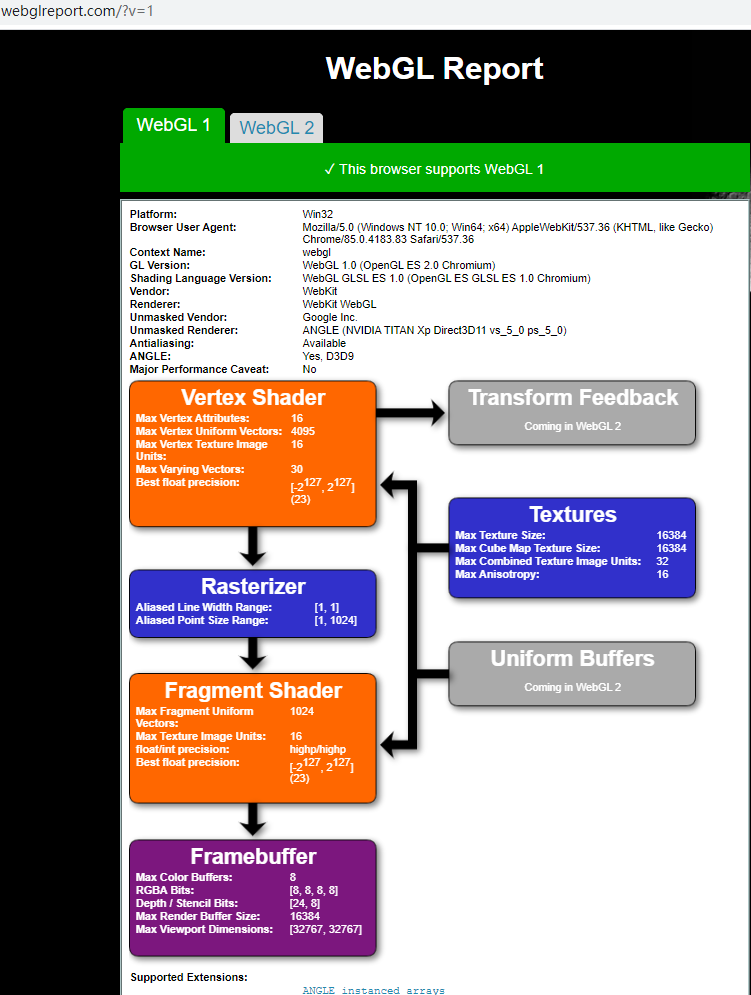 webglreport.com/?v=1
WebGL Report
WebGL 1 WebGL 2
✓ This browser supports WebGL 1
Platform: Win32
Browser User Agent: Mozilla/5.0 (Windows NT 10.0; Win64; x64) AppleWebKit/537.36 (KHTML, like Gecko)
Chrome/85.0.4183.83 Safari/537.36
Context Name: webgl
GL Version: WebGL 1.0 (OpenGL ES 2.0 Chromium)
Shading Language Version: WebGL GLSL ES 1.0 (OpenGL ES GLSL ES 1.0 Chromium)
Vendor: WebKit
Renderer: WebKit WebGL
Unmasked Vendor: Google Inc.
Unmasked Renderer: ANGLE (NVIDIA TITAN Xp Direct3D11 vs_5_0 ps_5_0)
Antialiasing: Available
ANGLE: Yes, D3D9
Major Performance Caveat: No
Vertex Shader
Max Vertex Attributes: 16
Max Vertex Uniform Vectors: 4095
Max Vertex Texture Image 16
Units:
Max Varying Vectors: 30
Best float precision: [-2^127, 2^127]
(23)
Transform Feedback
Coming in WebGL 2
Textures
Max Texture Size: 16384
Max Cube Map Texture Size: 16384
Max Combined Texture Image Units: 32
Max Anisotropy: 16
Rasterizer
Aliased Line Width Range: [1, 1]
Aliased Point Size Range: [1, 1024]
Uniform Buffers
Coming in WebGL 2
Fragment Shader
Max Fragment Uniform 1024
Vectors:
Max Texture Image Units: 16
float/int precision: highp/highp
Best float precision: [-2^127, 2^127]
(23)
Framebuffer
Max Color Buffers: 8
RGBA Bits: [8, 8, 8, 8]
Depth / Stencil Bits: [24, 8]
Max Render Buffer Size: 16384
Max Viewport Dimensions: [32767, 32767]
Supported Extensions:
ANGLE_instanced_arrays